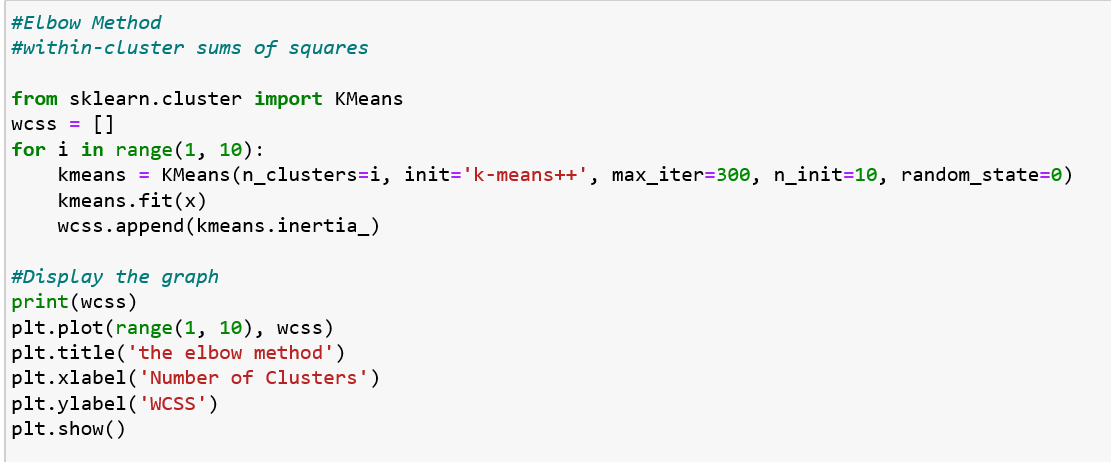 #Elbow Method
#within-cluster sums of squares
from sklearn.cluster import KMeans
wcss = []
for i in range(1, 10):
    kmeans = KMeans(n_clusters=i, init='k-means++', max_iter=300, n_init=10, random_state=0)
    kmeans.fit(x)
    wcss.append(kmeans.inertia_)
#Display the graph
print(wcss)
plt.plot(range(1, 10), wcss)
plt.title('the elbow method')
plt.xlabel('Number of Clusters')
plt.ylabel('WCSS')
plt.show()